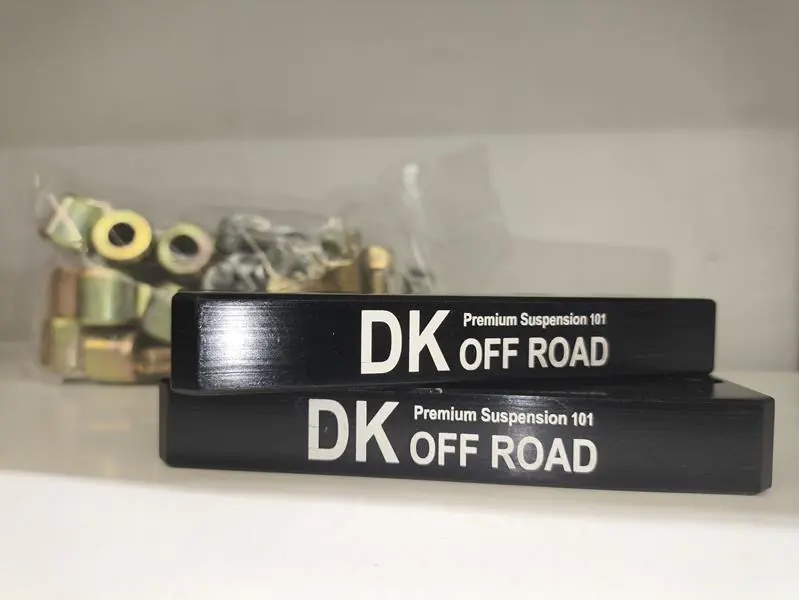 DK Premium Suspension 101
OFF ROAD
DK Premium Suspension 101
OFF ROAD